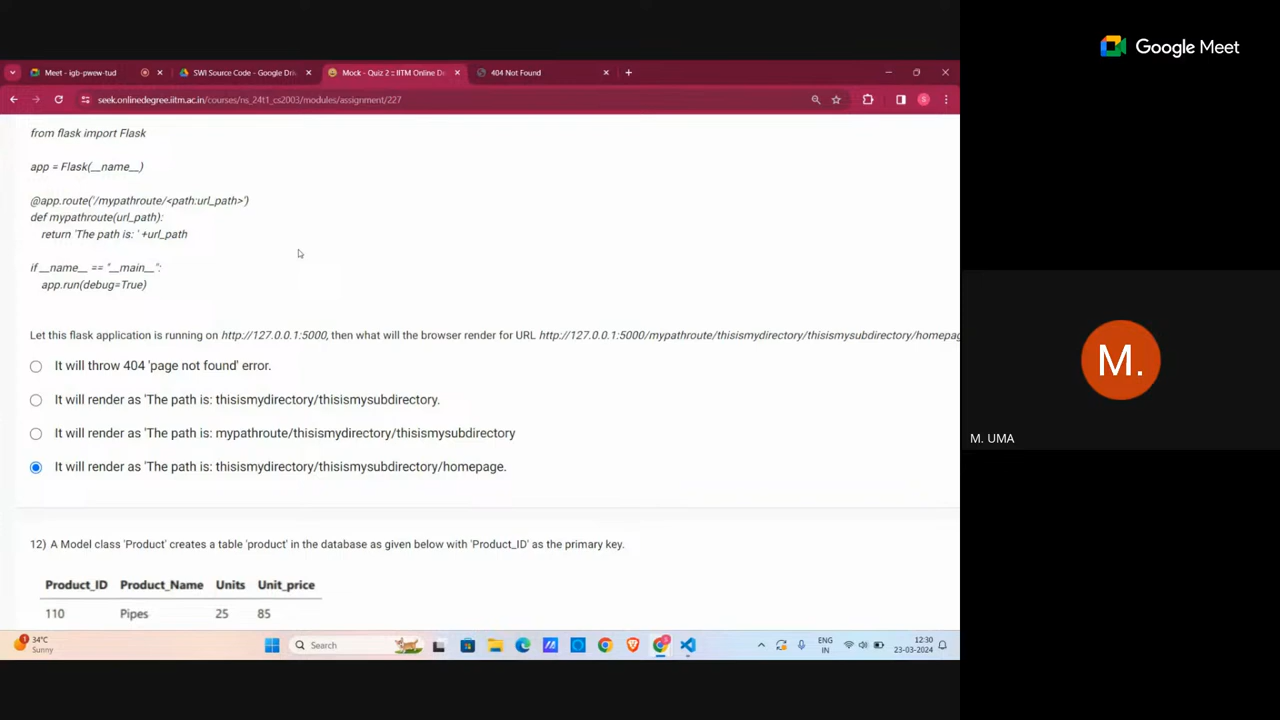 Google Meet
Meet - igb-pwew-tud
SWI Source Code - Google Dri
Mock - Quiz 2 :: IITM Online D
404 Not Found
seek.onlinedegree.iitm.ac.in/courses/ns_24t1_cs2003/modules/assignment/227
from flask import Flask
app = Flask(__name__)
@app.route('/mypathroute/<path:url_path>')
def mypathroute(url_path):
return 'The path is: ' +url_path
if __name__ == "__main__":
app.run(debug=True)
Let this flask application is running on http://127.0.0.1:5000, then what will the browser render for URL http://127.0.0.1:5000/mypathroute/thisismydirectory/thisismysubdirectory/homepag
It will throw 404 'page not found' error.
It will render as 'The path is: thisismydirectory/thisismysubdirectory.
It will render as 'The path is: mypathroute/thisismydirectory/thisismysubdirectory
It will render as 'The path is: thisismydirectory/thisismysubdirectory/homepage.
12) A Model class 'Product' creates a table 'product' in the database as given below with 'Product_ID' as the primary key.
Product_ID Product_Name Units Unit_price
110 Pipes 25 85
M.
M. UMA
34°C
Sunny
Search
ENG
IN
12:30
23-03-2024